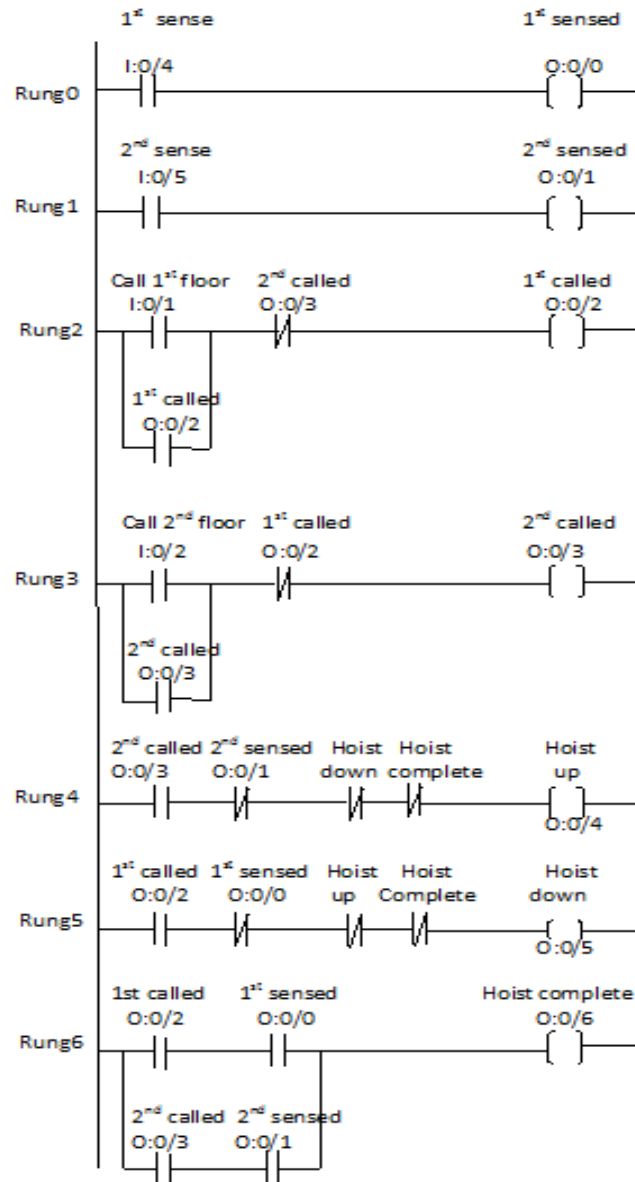 1st sense 1st sensed
I:0/4 O:0/0
Rung0
2nd sense 2nd sensed
I:0/5 O:0/1
Rung1
Call 1st floor 2nd called 1st called
I:0/1 O:0/3 O:0/2
Rung2
1st called
O:0/2
Call 2nd floor 1st called 2nd called
I:0/2 O:0/2 O:0/3
Rung3
2nd called
O:0/3
2nd called 2nd sensed Hoist Hoist Hoist
O:0/3 O:0/1 down complete up
Rung4
O:0/4
1st called 1st sensed Hoist Hoist Hoist
O:0/2 O:0/0 up Complete down
Rung5
O:0/5
1st called 1st sensed Hoist complete
O:0/2 O:0/0 O:0/6
Rung6
2nd called 2nd sensed
O:0/3 O:0/1